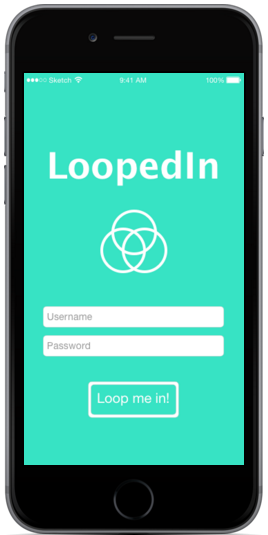 Sketch 9:41 AM 100%
LoopedIn
Username
Password
Loop me in!